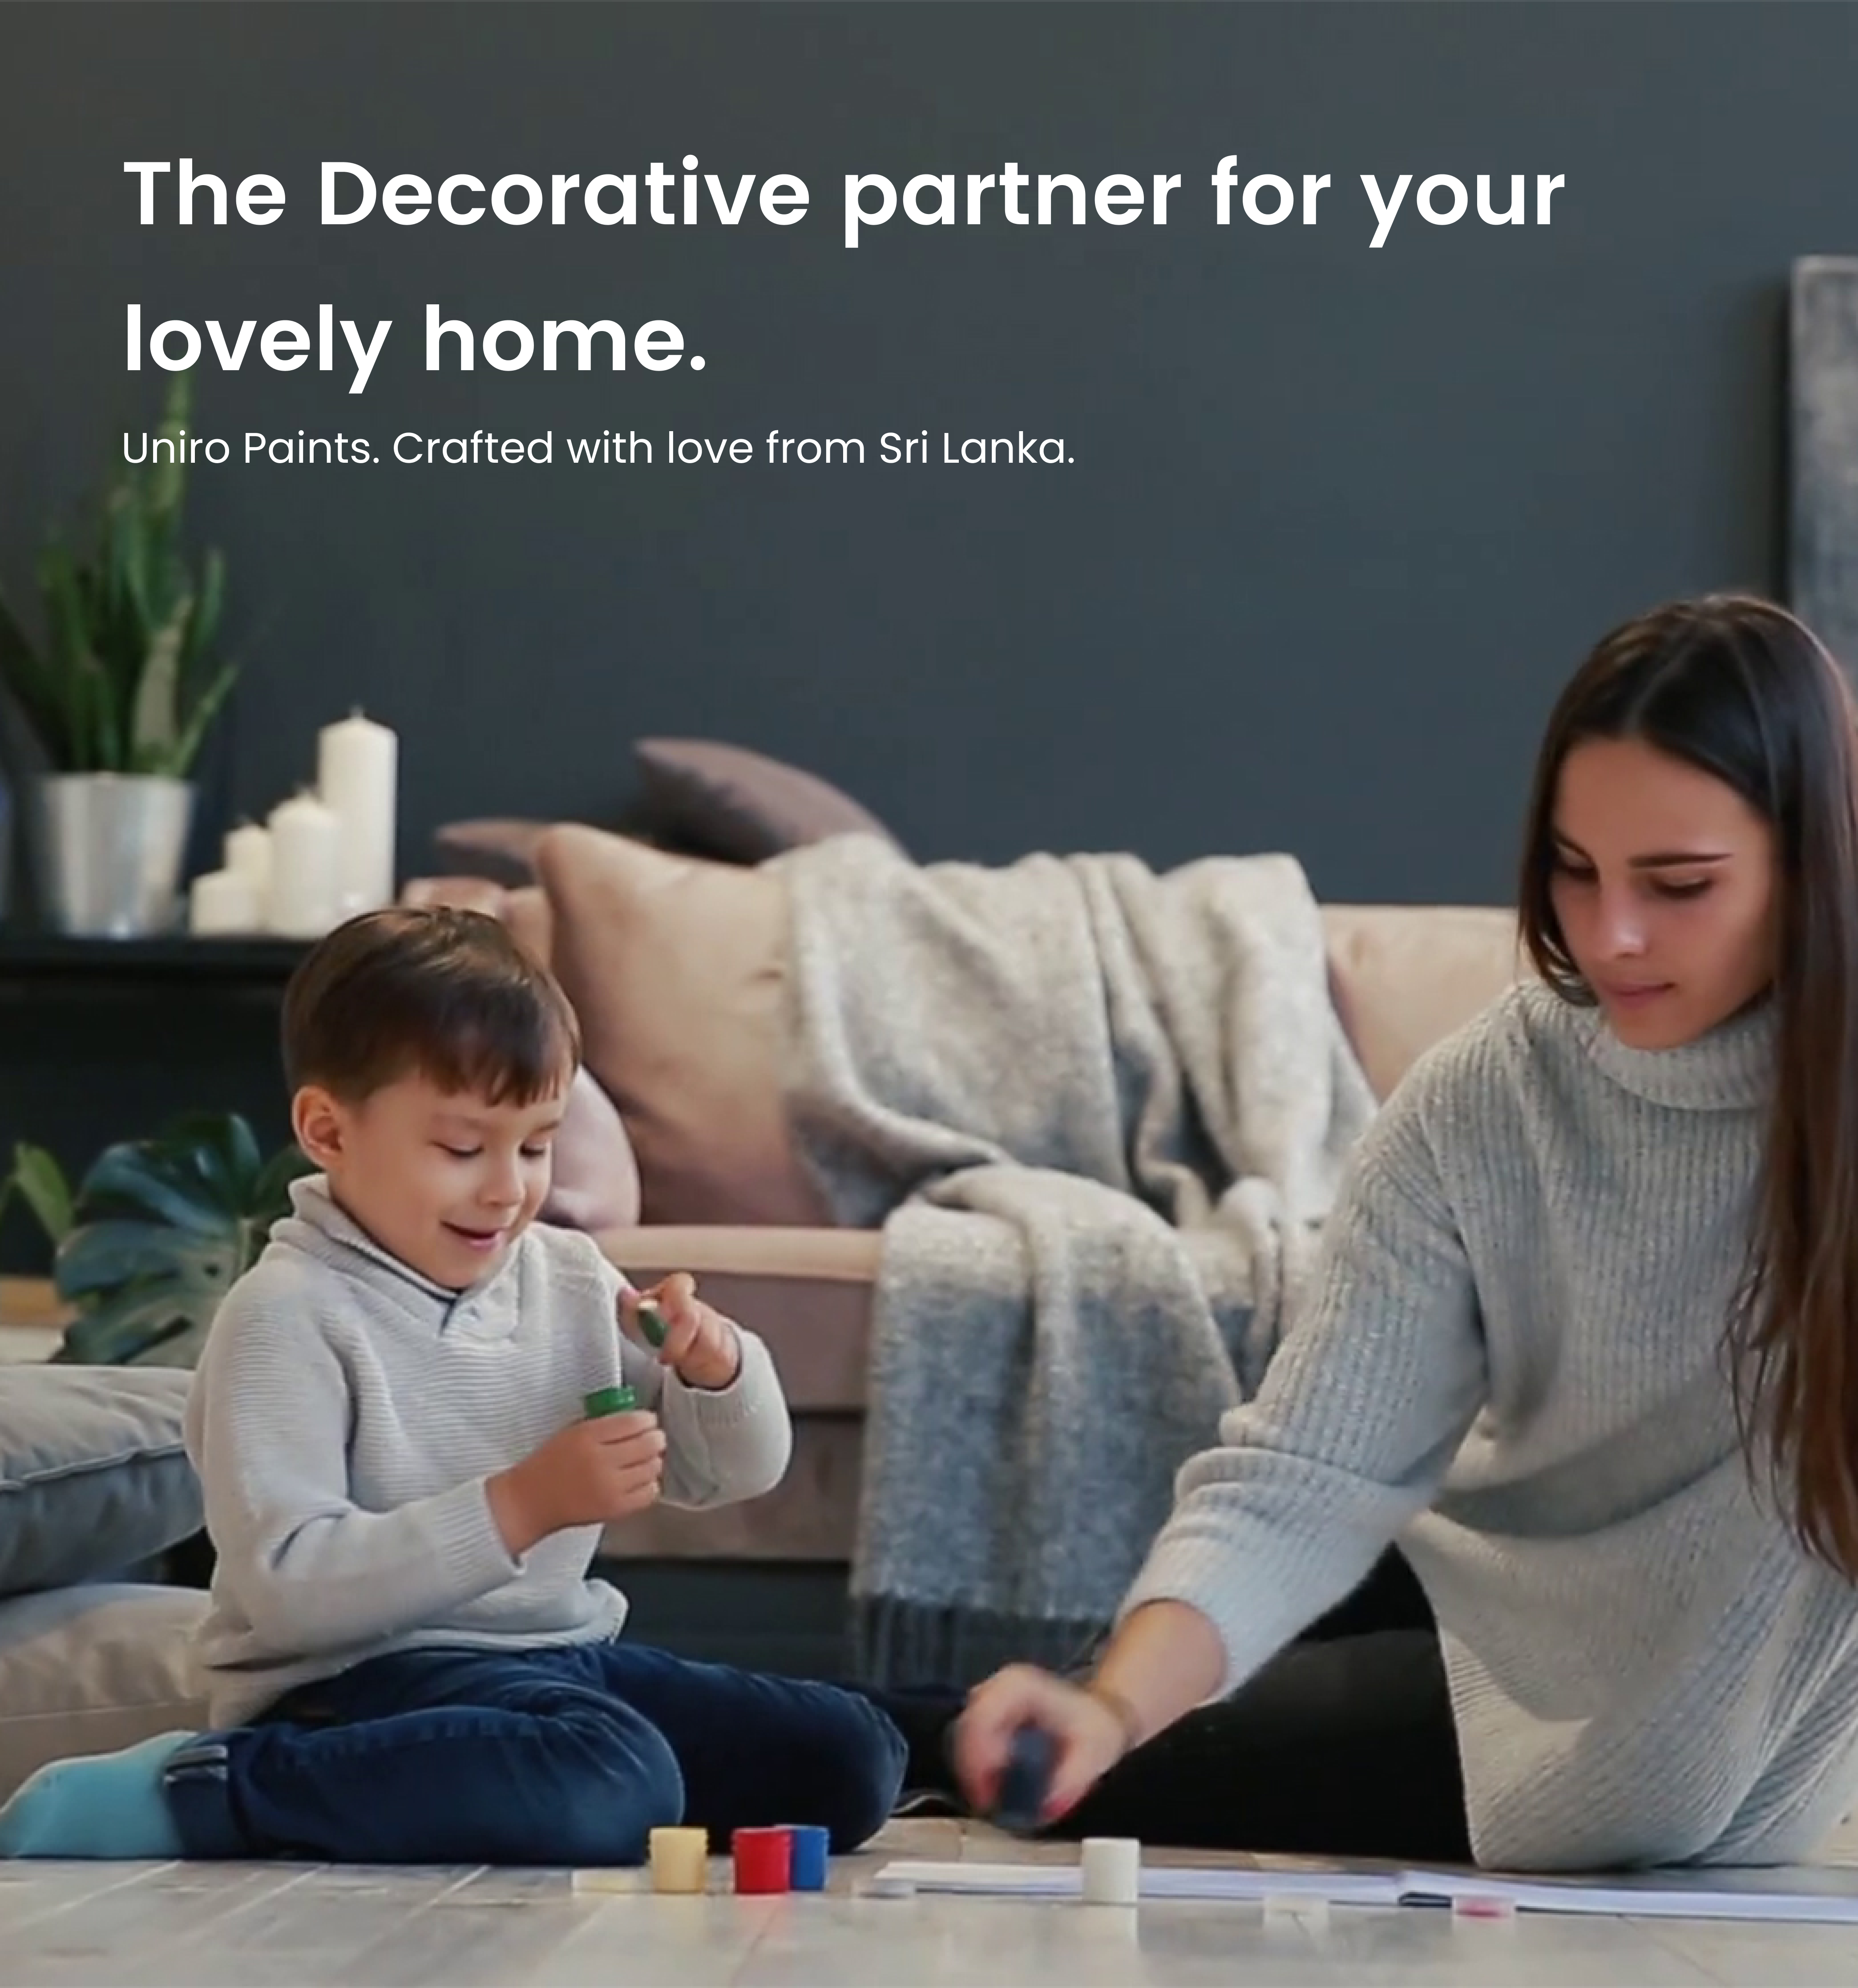 The Decorative partner for your
lovely home.
Uniro Paints. Crafted with love from Sri Lanka.